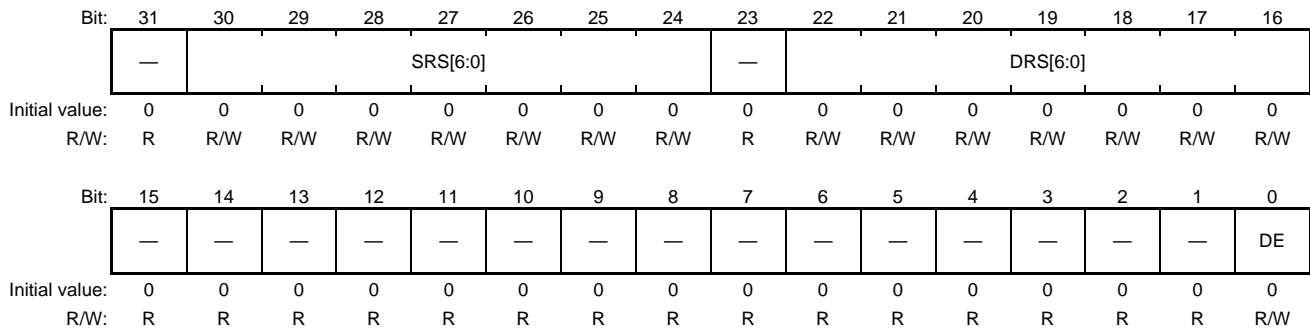 Bit: 31 30 29 28 27 26 25 24 23 22 21 20 19 18 17 16
— SRS[6:0] — DRS[6:0]
Initial value: 0 0 0 0 0 0 0 0 0 0 0 0 0 0 0 0
R/W: R R/W R/W R/W R/W R/W R/W R/W R R/W R/W R/W R/W R/W R/W R/W
Bit: 15 14 13 12 11 10 9 8 7 6 5 4 3 2 1 0
— — — — — — — — — — — — — — — DE
Initial value: 0 0 0 0 0 0 0 0 0 0 0 0 0 0 0 0
R/W: R R R R R R R R R R R R R R R R/W